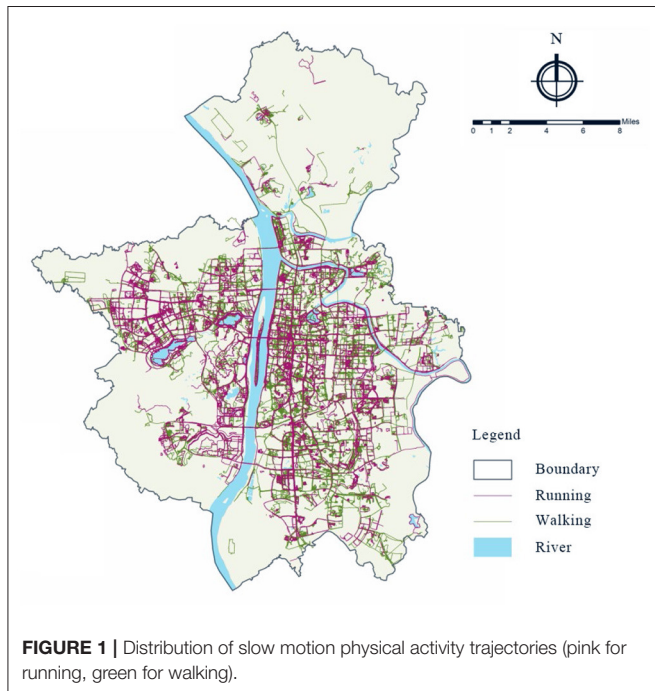 N
0 1 2 4 6 8 Miles
Legend
Boundary
Running
Walking
River
FIGURE 1 | Distribution of slow motion physical activity trajectories (pink for
running, green for walking).